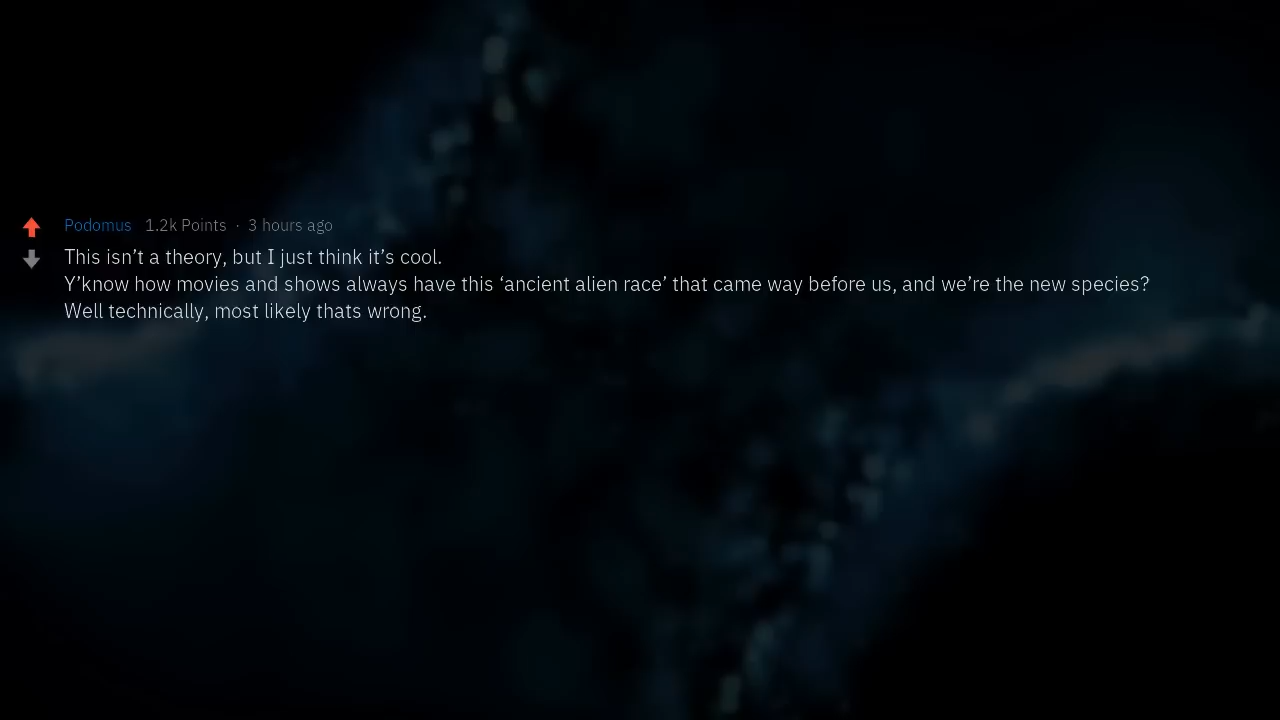 Podomus 1.2k Points · 3 hours ago
This isn’t a theory, but I just think it’s cool.
Y’know how movies and shows always have this ‘ancient alien race’ that came way before us, and we’re the new species?
Well technically, most likely thats wrong.